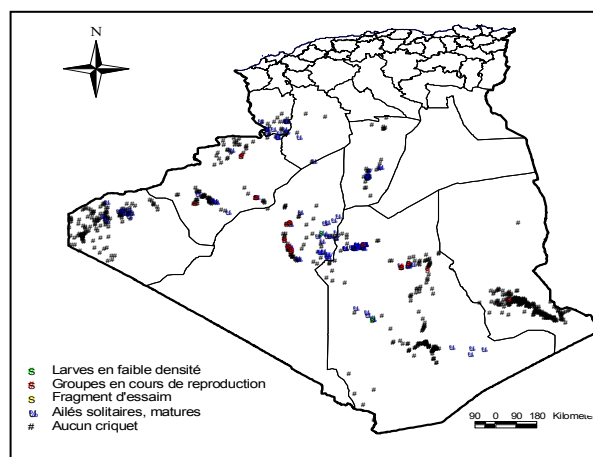 N
S Larves en faible densité
S Groupes en cours de reproduction
S Fragment d'essaim
Ailés solitaires, matures
# Aucun criquet
90 0 90 180 Kilomete